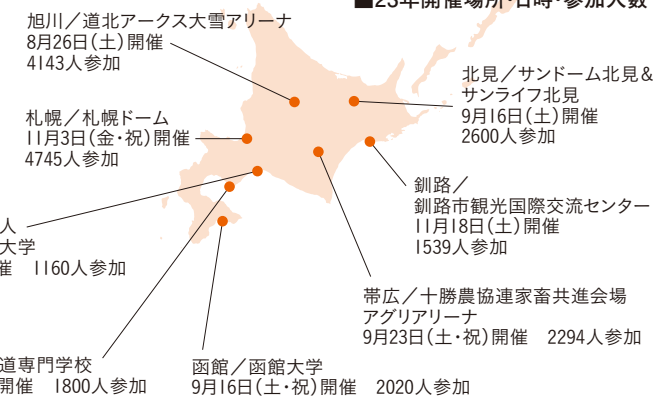 ■23年開催場所・日時・参加人数
旭川／道北アークス大雪アリーナ
8月26日(土)開催
4143人参加
北見／サンドーム北見&
サンライフ北見
9月16日(土)開催
2600人参加
札幌／札幌ドーム
11月3日(金・祝)開催
4745人参加
釧路／
釧路市観光国際交流センター
11月18日(土)開催
1539人参加
人
大学
催　1160人参加
帯広／十勝農協連家畜共進会場
アグリアリーナ
9月23日(土・祝)開催　2294人参加
道専門学校
開催　1800人参加
函館／函館大学
9月16日(土・祝)開催　2020人参加